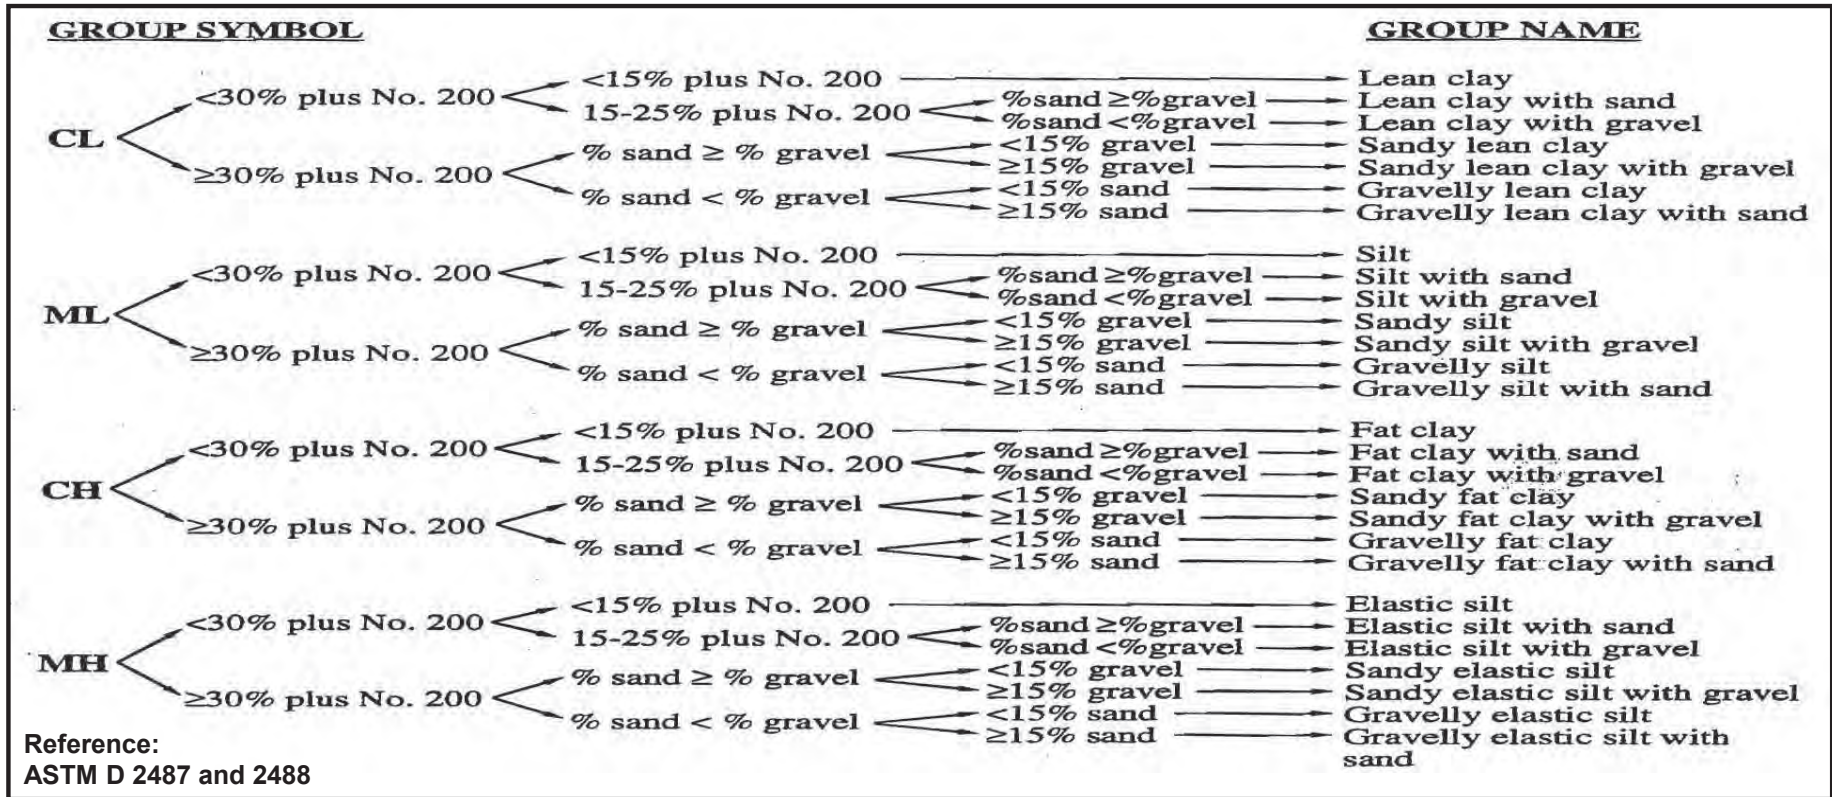 GROUP SYMBOL GROUP NAME
<15% plus No. 200 Lean clay
<30% plus No. 200 %sand ≥%gravel Lean clay with sand
15-25% plus No. 200 %sand <%gravel Lean clay with gravel
CL % sand ≥ % gravel <15% gravel Sandy lean clay
≥30% plus No. 200 ≥15% gravel Sandy lean clay with gravel
% sand < % gravel <15% sand Gravelly lean clay
≥15% sand Gravelly lean clay with sand
<15% plus No. 200 Silt
<30% plus No. 200 %sand ≥%gravel Silt with sand
15-25% plus No. 200 %sand <%gravel Silt with gravel
ML % sand ≥ % gravel <15% gravel Sandy silt
≥30% plus No. 200 ≥15% gravel Sandy silt with gravel
% sand < % gravel <15% sand Gravelly silt
≥15% sand Gravelly silt with sand
<15% plus No. 200 Fat clay
<30% plus No. 200 %sand ≥%gravel Fat clay with sand
15-25% plus No. 200 %sand <%gravel Fat clay with gravel
CH % sand ≥ % gravel <15% gravel Sandy fat clay
≥30% plus No. 200 ≥15% gravel Sandy fat clay with gravel
% sand < % gravel <15% sand Gravelly fat clay
≥15% sand Gravelly fat clay with sand
<15% plus No. 200 Elastic silt
<30% plus No. 200 %sand ≥%gravel Elastic silt with sand
15-25% plus No. 200 %sand <%gravel Elastic silt with gravel
MH % sand ≥ % gravel <15% gravel Sandy elastic silt
≥30% plus No. 200 ≥15% gravel Sandy elastic silt with gravel
% sand < % gravel <15% sand Gravelly elastic silt
≥15% sand Gravelly elastic silt with
sand
Reference:
ASTM D 2487 and 2488